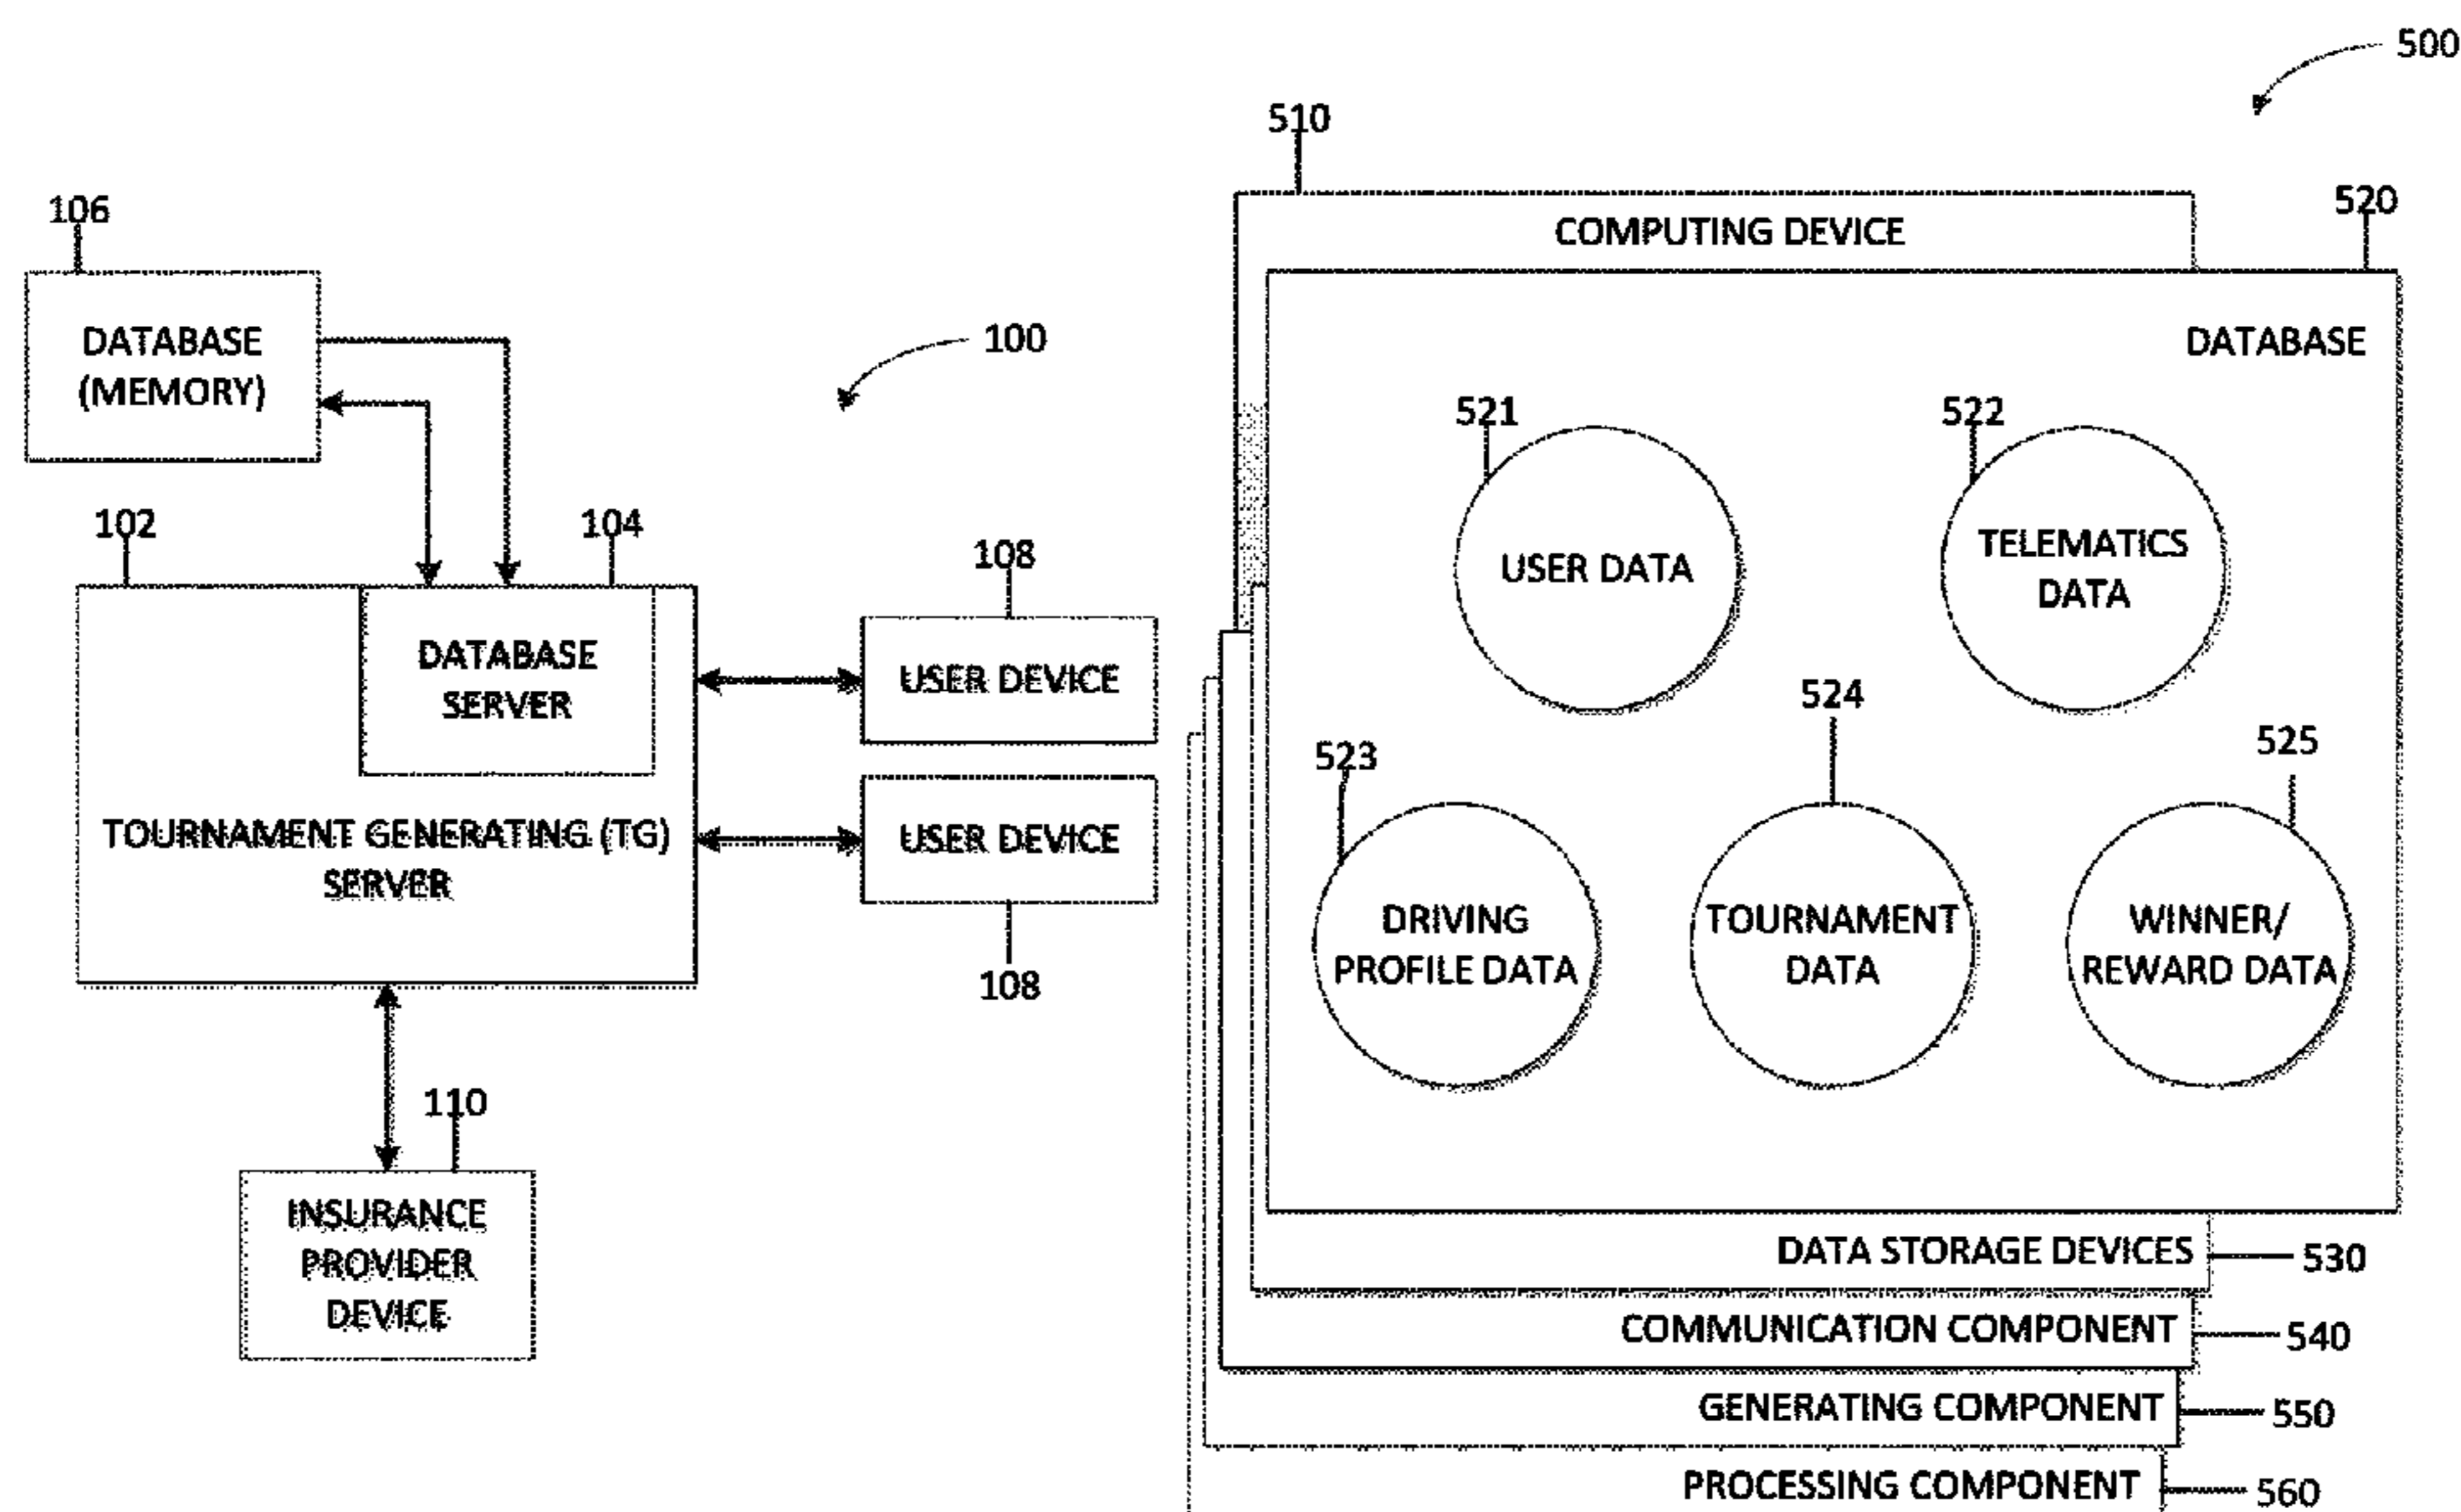 106
DATABASE
(MEMORY)
100
102
104
DATABASE
SERVER
TOURNAMENT GENERATING (TG)
SERVER
108
USER DEVICE
USER DEVICE
108
110
INSURANCE
PROVIDER
DEVICE
500
510
COMPUTING DEVICE
520
DATABASE
521
USER DATA
522
TELEMATICS
DATA
523
DRIVING
PROFILE DATA
524
TOURNAMENT
DATA
525
WINNER/
REWARD DATA
DATA STORAGE DEVICES
530
COMMUNICATION COMPONENT
540
GENERATING COMPONENT
550
PROCESSING COMPONENT
560